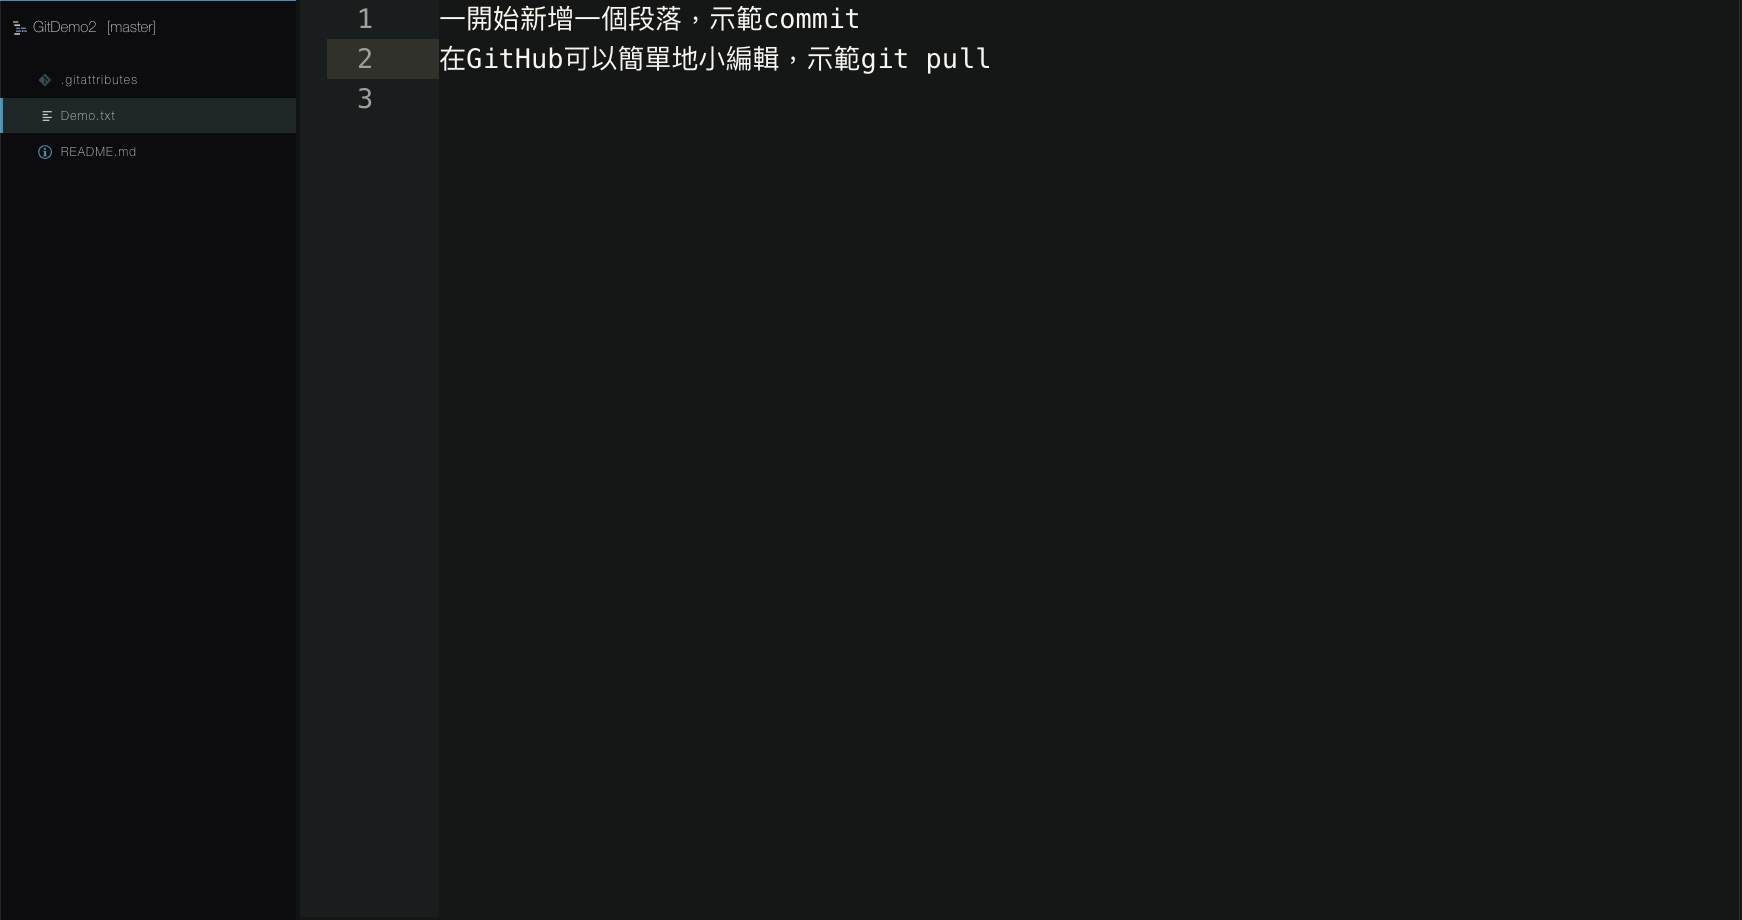 GitDemo2 [master]
.gitattributes
Demo.txt
README.md
1 一開始新增一個段落，示範commit
2 在GitHub可以簡單地小編輯，示範git pull
3